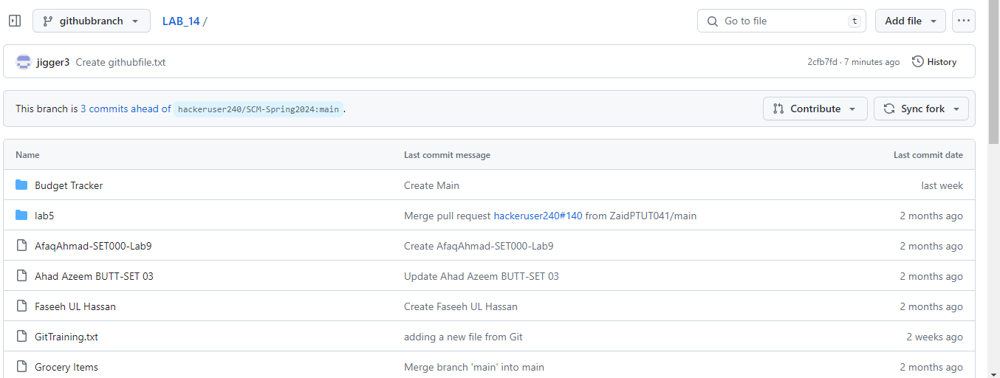 githubbranch LAB_14 / Go to file t Add file ...
jigger3 Create githubfile.txt 2cfb7fd · 7 minutes ago History
This branch is 3 commits ahead of hackeruser240/SCM-Spring2024:main. Contribute Sync fork
Name Last commit message Last commit date
Budget Tracker Create Main last week
lab5 Merge pull request hackeruser240#140 from ZaidPTUT041/main 2 months ago
AfaqAhmad-SET000-Lab9 Create AfaqAhmad-SET000-Lab9 2 months ago
Ahad Azeem BUTT-SET 03 Update Ahad Azeem BUTT-SET 03 2 months ago
Faseeh UL Hassan Create Faseeh UL Hassan 2 months ago
GitTraining.txt adding a new file from Git 2 weeks ago
Grocery Items Merge branch 'main' into main 2 months ago